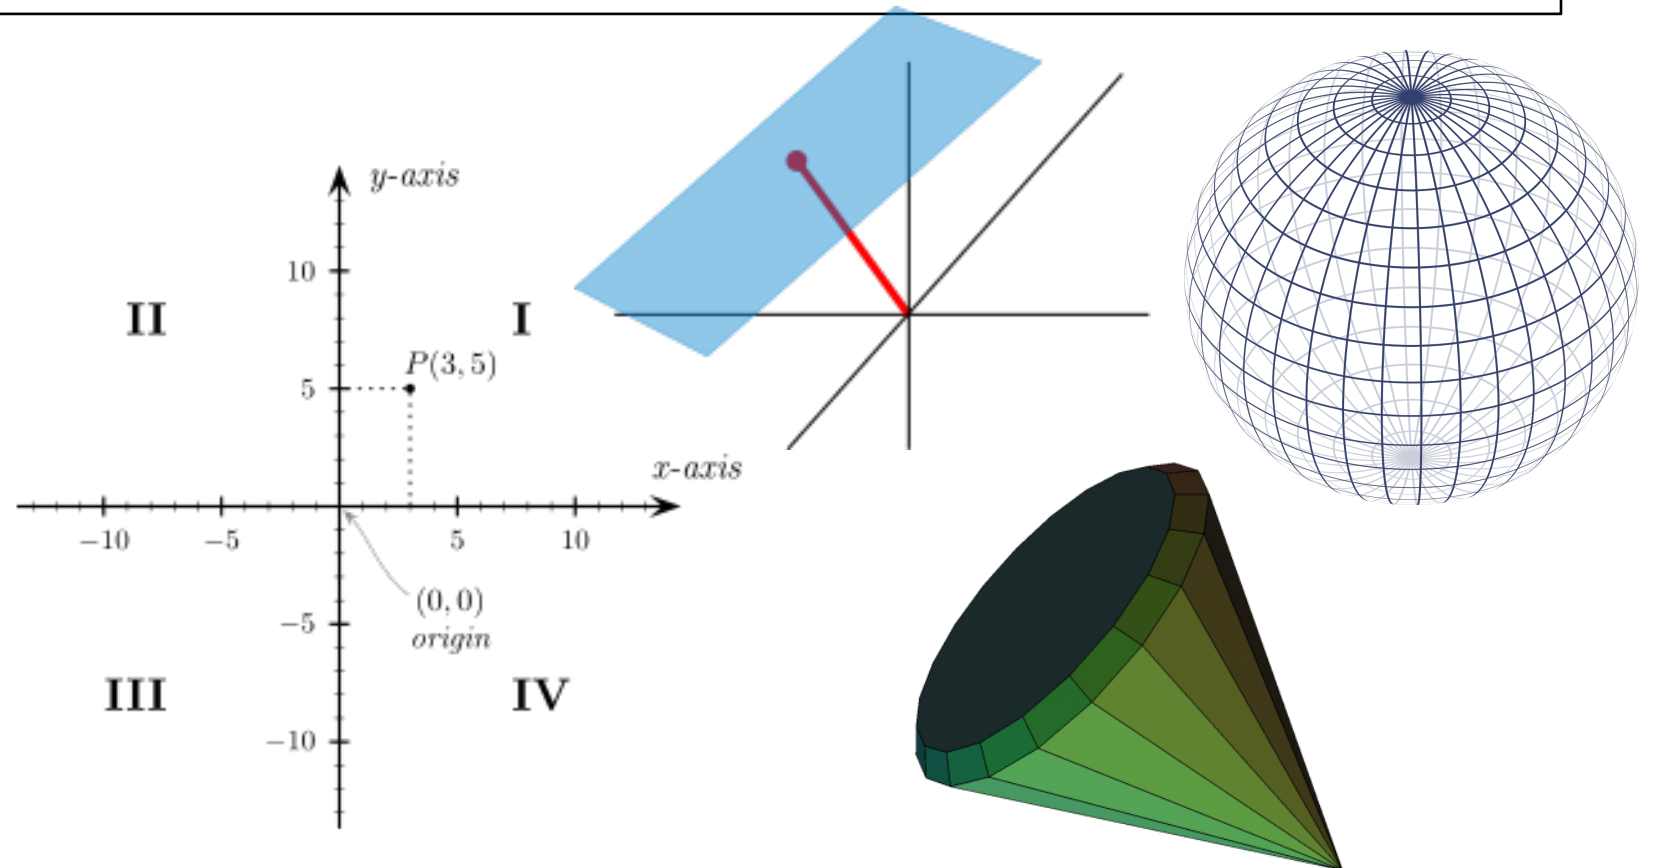 y-axis
10
II
I
P(3, 5)
5
x-axis
−10
−5
5
10
(0, 0)
origin
−5
III
IV
−10